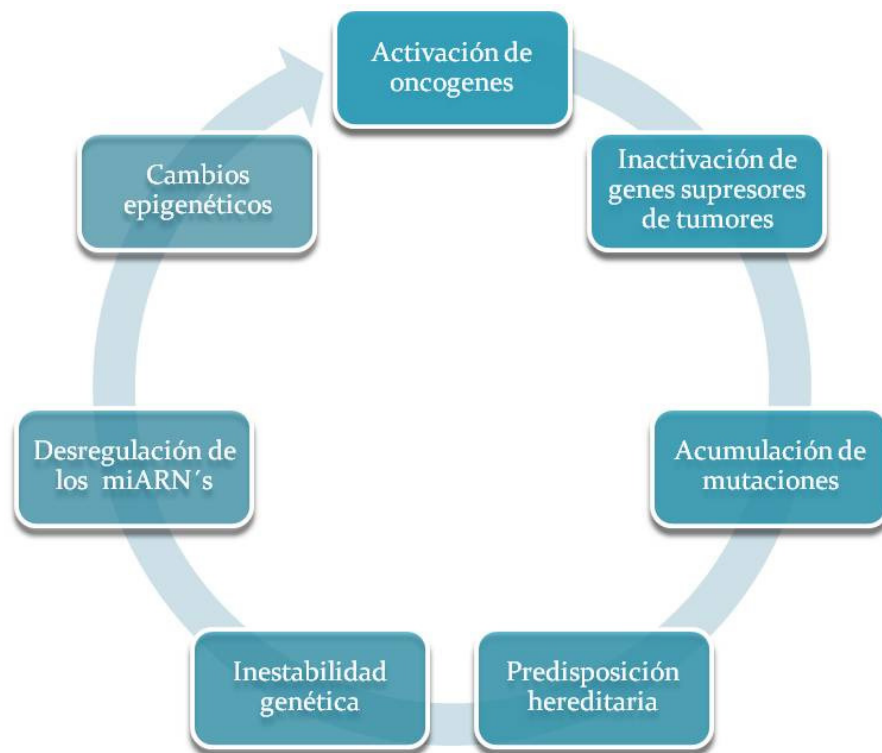 Activación de
oncogenes
Inactivación de
genes supresores
de tumores
Acumulación de
mutaciones
Predisposición
hereditaria
Inestabilidad
genética
Desregulación de
los miARN´s
Cambios
epigenéticos